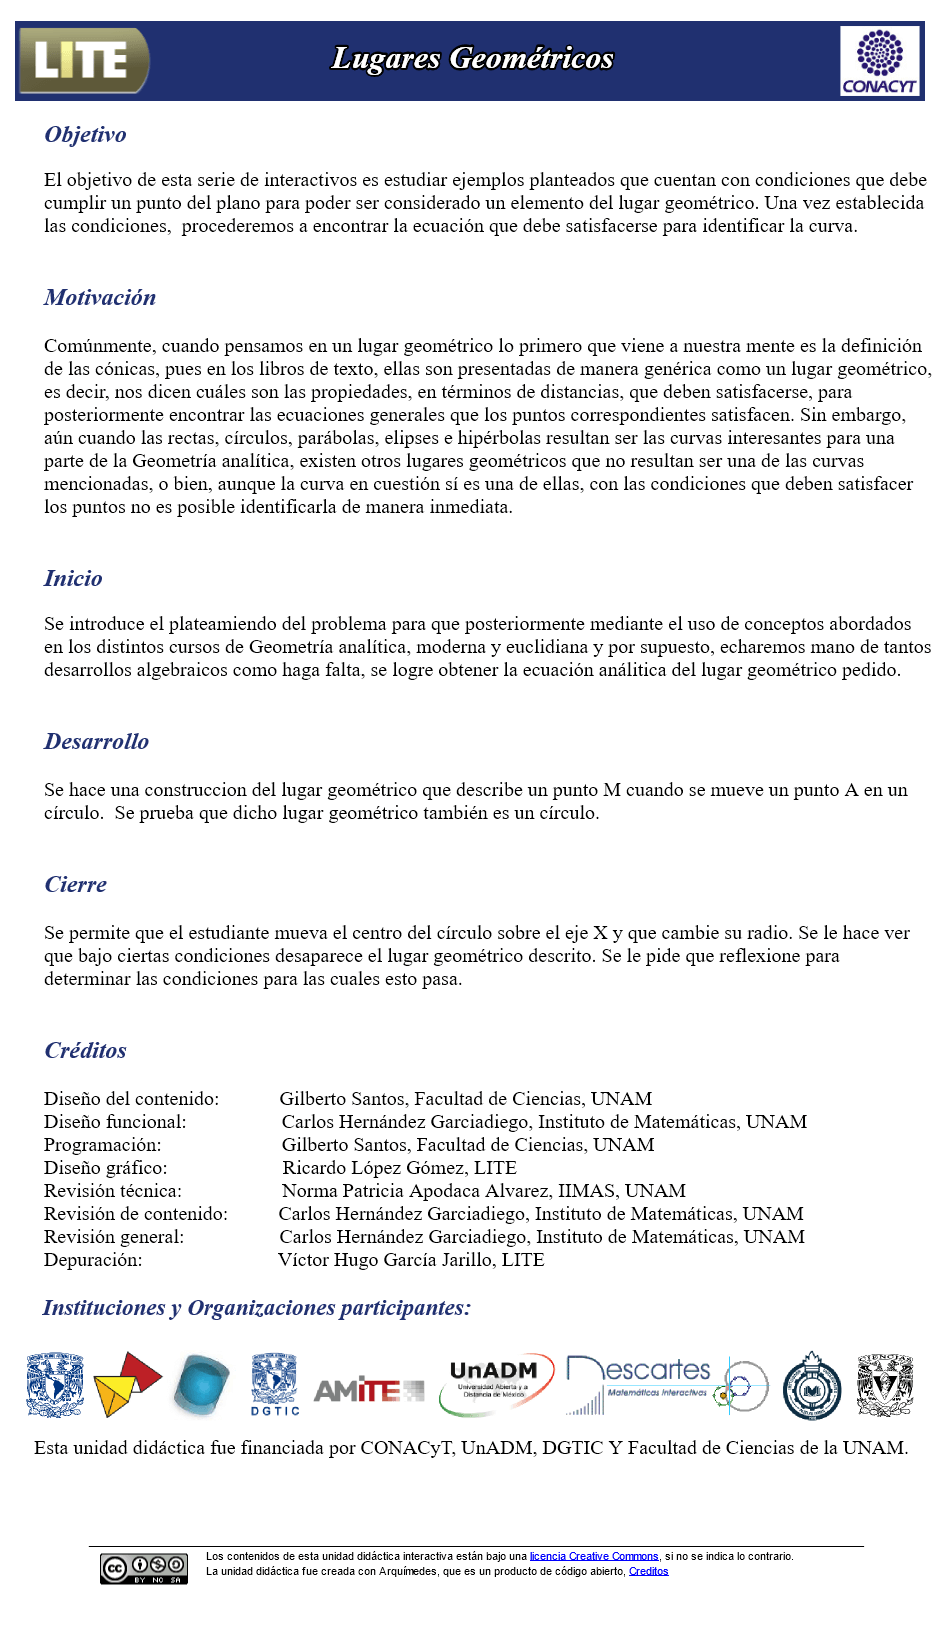 LITE
Lugares Geométricos
CONACYT
Objetivo
El objetivo de esta serie de interactivos es estudiar ejemplos planteados que cuentan con condiciones que debe
cumplir un punto del plano para poder ser considerado un elemento del lugar geométrico. Una vez establecida
las condiciones,  procederemos a encontrar la ecuación que debe satisfacerse para identificar la curva.
Motivación
Comúnmente, cuando pensamos en un lugar geométrico lo primero que viene a nuestra mente es la definición
de las cónicas, pues en los libros de texto, ellas son presentadas de manera genérica como un lugar geométrico,
es decir, nos dicen cuáles son las propiedades, en términos de distancias, que deben satisfacerse, para
posteriormente encontrar las ecuaciones generales que los puntos correspondientes satisfacen. Sin embargo,
aún cuando las rectas, círculos, parábolas, elipses e hipérbolas resultan ser las curvas interesantes para una
parte de la Geometría analítica, existen otros lugares geométricos que no resultan ser una de las curvas
mencionadas, o bien, aunque la curva en cuestión sí es una de ellas, con las condiciones que deben satisfacer
los puntos no es posible identificarla de manera inmediata.
Inicio
Se introduce el plateamiendo del problema para que posteriormente mediante el uso de conceptos abordados
en los distintos cursos de Geometría analítica, moderna y euclidiana y por supuesto, echaremos mano de tantos
desarrollos algebraicos como haga falta, se logre obtener la ecuación análitica del lugar geométrico pedido.
Desarrollo
Se hace una construccion del lugar geométrico que describe un punto M cuando se mueve un punto A en un
círculo.  Se prueba que dicho lugar geométrico también es un círculo.
Cierre
Se permite que el estudiante mueva el centro del círculo sobre el eje X y que cambie su radio. Se le hace ver
que bajo ciertas condiciones desaparece el lugar geométrico descrito. Se le pide que reflexione para
determinar las condiciones para las cuales esto pasa.
Créditos
Diseño del contenido: Gilberto Santos, Facultad de Ciencias, UNAM
Diseño funcional: Carlos Hernández Garciadiego, Instituto de Matemáticas, UNAM
Programación: Gilberto Santos, Facultad de Ciencias, UNAM
Diseño gráfico: Ricardo López Gómez, LITE
Revisión técnica: Norma Patricia Apodaca Alvarez, IIMAS, UNAM
Revisión de contenido: Carlos Hernández Garciadiego, Instituto de Matemáticas, UNAM
Revisión general: Carlos Hernández Garciadiego, Instituto de Matemáticas, UNAM
Depuración: Víctor Hugo García Jarillo, LITE
Instituciones y Organizaciones participantes:
DGTIC
AMiTE
UnADM
Universidad Abierta y a
Distancia de México
Descartes
Matemáticas Interactivas
CIENCIAS
Esta unidad didáctica fue financiada por CONACyT, UnADM, DGTIC Y Facultad de Ciencias de la UNAM.
cc
BY NC SA
Los contenidos de esta unidad didáctica interactiva están bajo una licencia Creative Commons, si no se indica lo contrario.
La unidad didáctica fue creada con Arquímedes, que es un producto de código abierto, Creditos